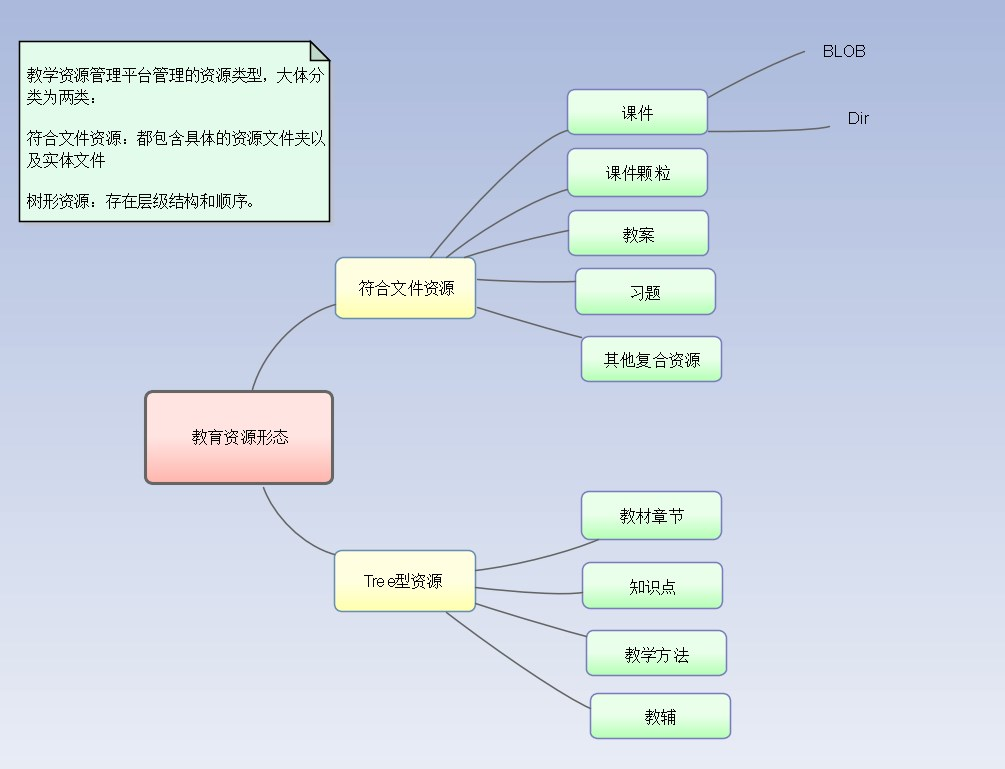 教学资源管理平台管理的资源类型，大体分
类为两类：
符合文件资源：都包含具体的资源文件夹以
及实体文件
树形资源：存在层级结构和顺序。
BLOB
课件
Dir
课件颗粒
教案
符合文件资源
习题
其他复合资源
教育资源形态
教材章节
Tree型资源
知识点
教学方法
教辅